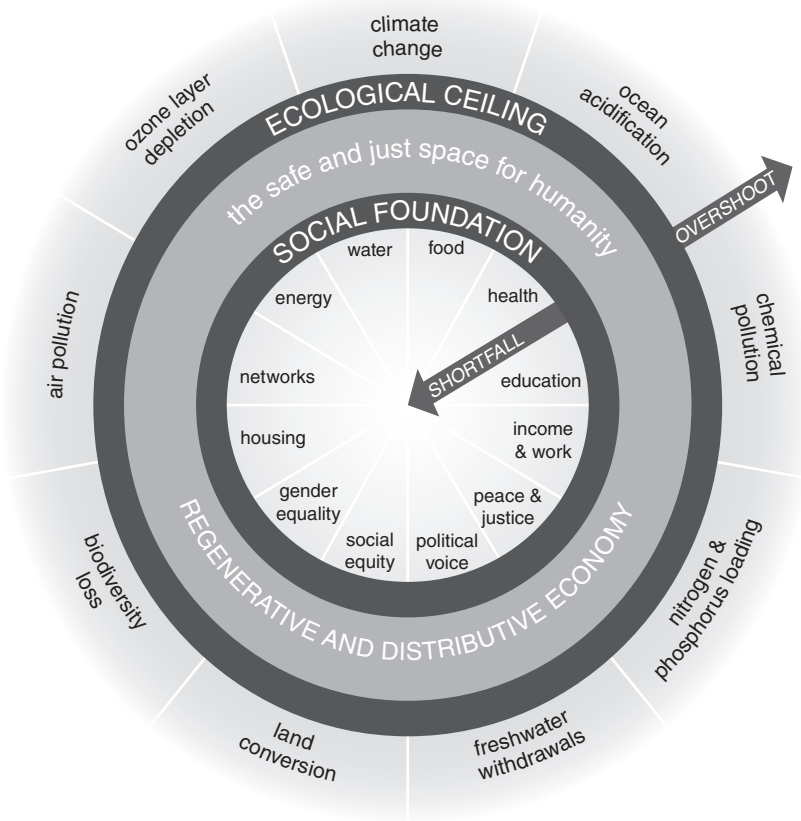 climate
change
ocean
acidification
chemical
pollution
nitrogen &
phosphorus loading
freshwater
withdrawals
land
conversion
biodiversity
loss
air pollution
ozone layer
depletion
OVERSHOOT
ECOLOGICAL CEILING
the safe and just space for humanity
SOCIAL FOUNDATION
water
food
health
SHORTFALL
education
income
& work
peace &
justice
political
voice
social
equity
gender
equality
housing
networks
energy
REGENERATIVE AND DISTRIBUTIVE ECONOMY